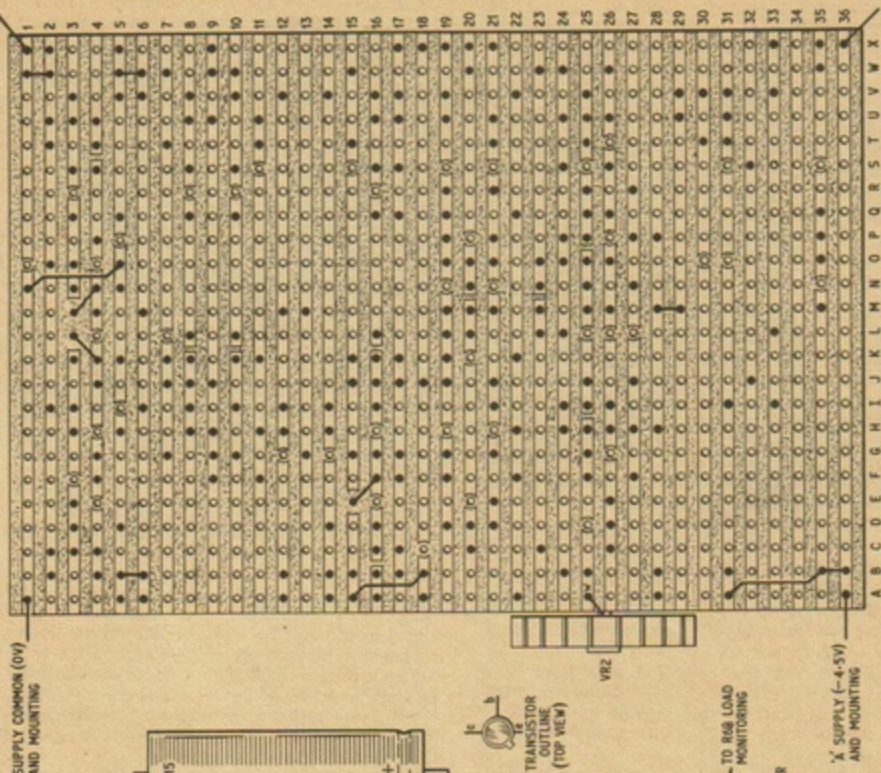 1 2 3 4 5 6 7 8 9 10 11 12 13 14 15 16 17 18 19 20 21 22 23 24 25 26 27 28 29 30 31 32 33 34 35 36
X
W
V
U
T
S
R
Q
P
O
N
M
L
K
J
I
H
G
F
E
D
C
B
A
SUPPLY COMMON (0V)
AND MOUNTING
VR2
c
b
e
TRANSISTOR
OUTLINE
(TOP VIEW)
TO R68 LOAD
MONITORING
'A' SUPPLY (-4·5V)
AND MOUNTING